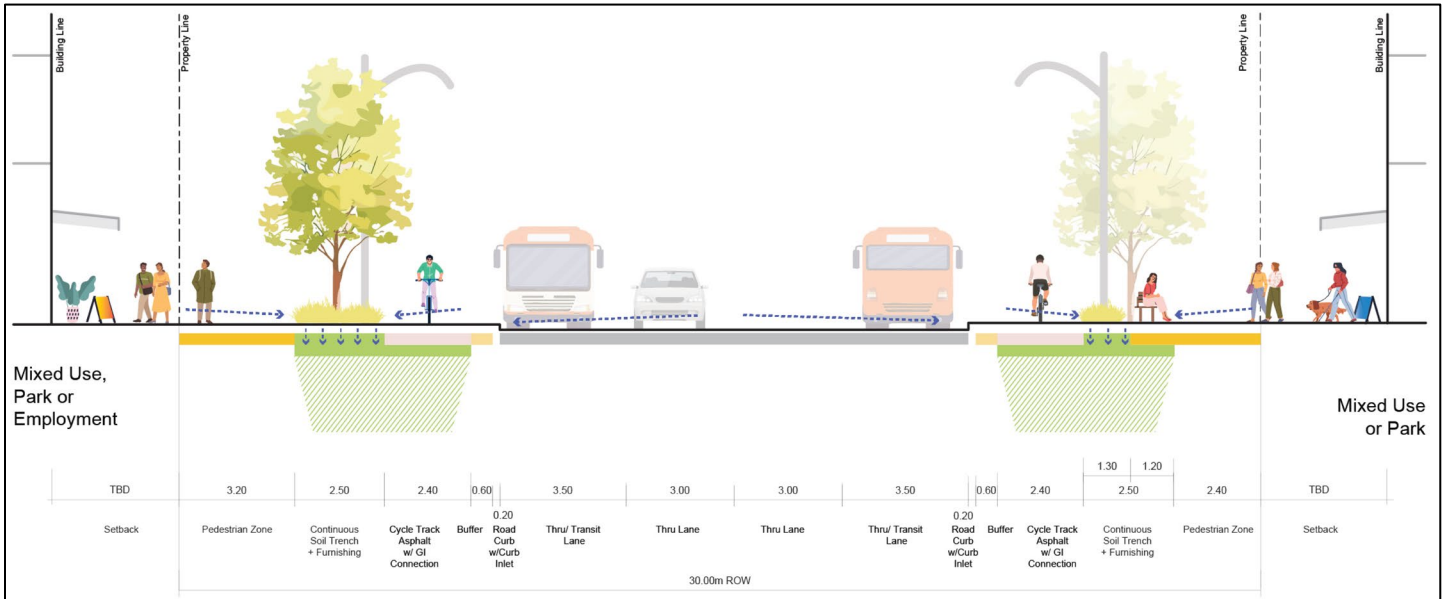 Building Line
Property Line
Property Line
Building Line
Mixed Use,
Park or
Employment
Mixed Use
or Park
1.30 1.20
TBD 3.20 2.50 2.40 0.60 3.50 3.00 3.00 3.50 0.60 2.40 2.50 2.40 TBD
0.20 0.20
Setback
Pedestrian Zone
Continuous
Soil Trench
+ Furnishing
Cycle Track
Asphalt
w/ GI
Connection
Buffer
Road
Curb
w/Curb
Inlet
Thru/ Transit
Lane
Thru Lane
Thru Lane
Thru/ Transit
Lane
Road
Curb
w/Curb
Inlet
Buffer
Cycle Track
Asphalt
w/ GI
Connection
Continuous
Soil Trench
+ Furnishing
Pedestrian Zone
Setback
30.00m ROW